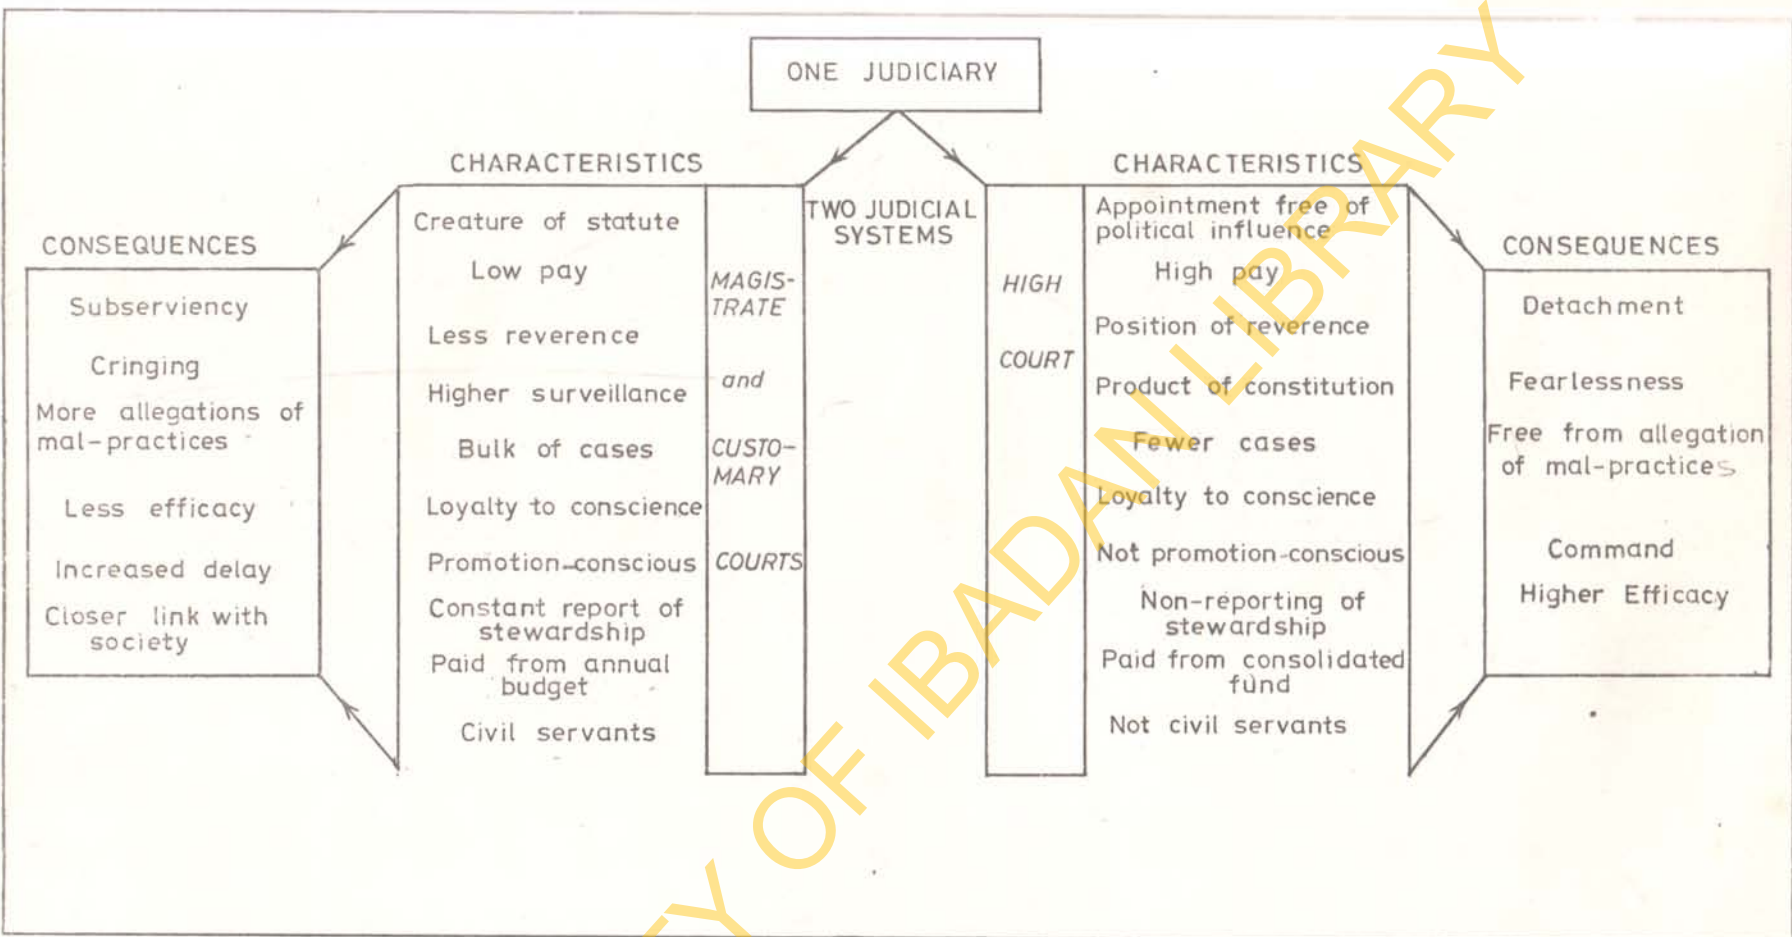 ONE JUDICIARY
TWO JUDICIAL
SYSTEMS
CONSEQUENCES
Subserviency
Cringing
More allegations of
mal-practices
Less efficacy
Increased delay
Closer link with
society
CHARACTERISTICS
Creature of statute
Low pay
Less reverence
Higher surveillance
Bulk of cases
Loyalty to conscience
Promotion-conscious
Constant report of
stewardship
Paid from annual
budget
Civil servants
MAGIS-
TRATE
and
CUSTO-
MARY
COURTS
HIGH
COURT
CHARACTERISTICS
Appointment free of
political influence
High pay
Position of reverence
Product of constitution
Fewer cases
Loyalty to conscience
Not promotion-conscious
Non-reporting of
stewardship
Paid from consolidated
fund
Not civil servants
CONSEQUENCES
Detachment
Fearlessness
Free from allegation
of mal-practices
Command
Higher Efficacy
TY OF IBADAN LIBRARY